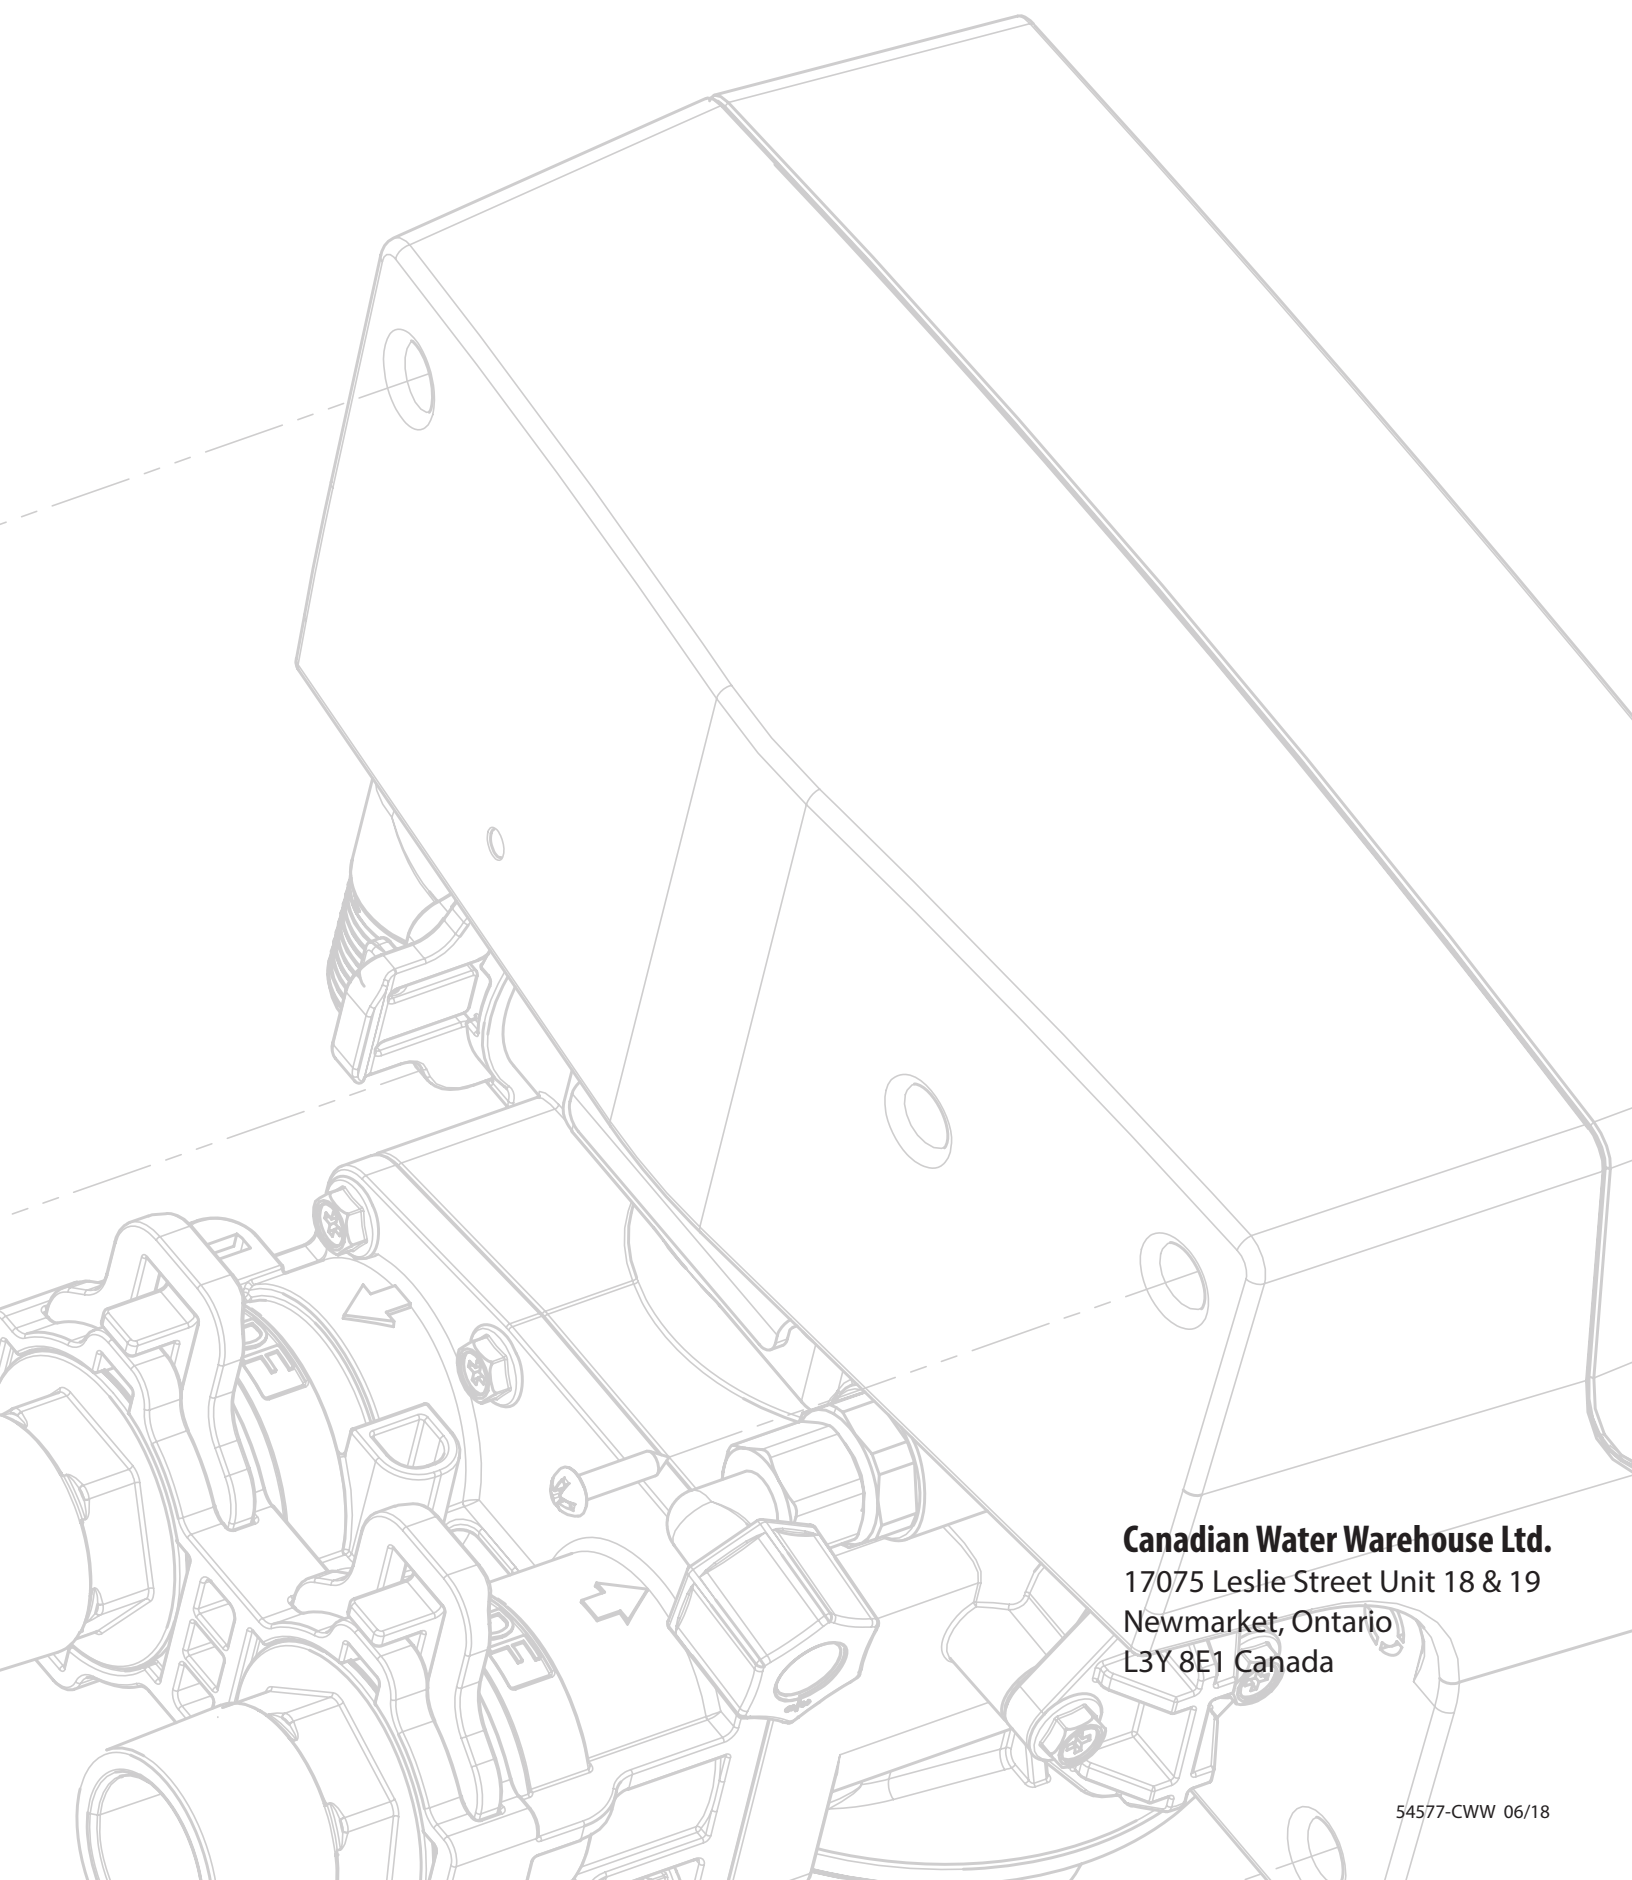 Canadian Water Warehouse Ltd.
17075 Leslie Street Unit 18 & 19
Newmarket, Ontario
L3Y 8E1 Canada
54577-CWW 06/18